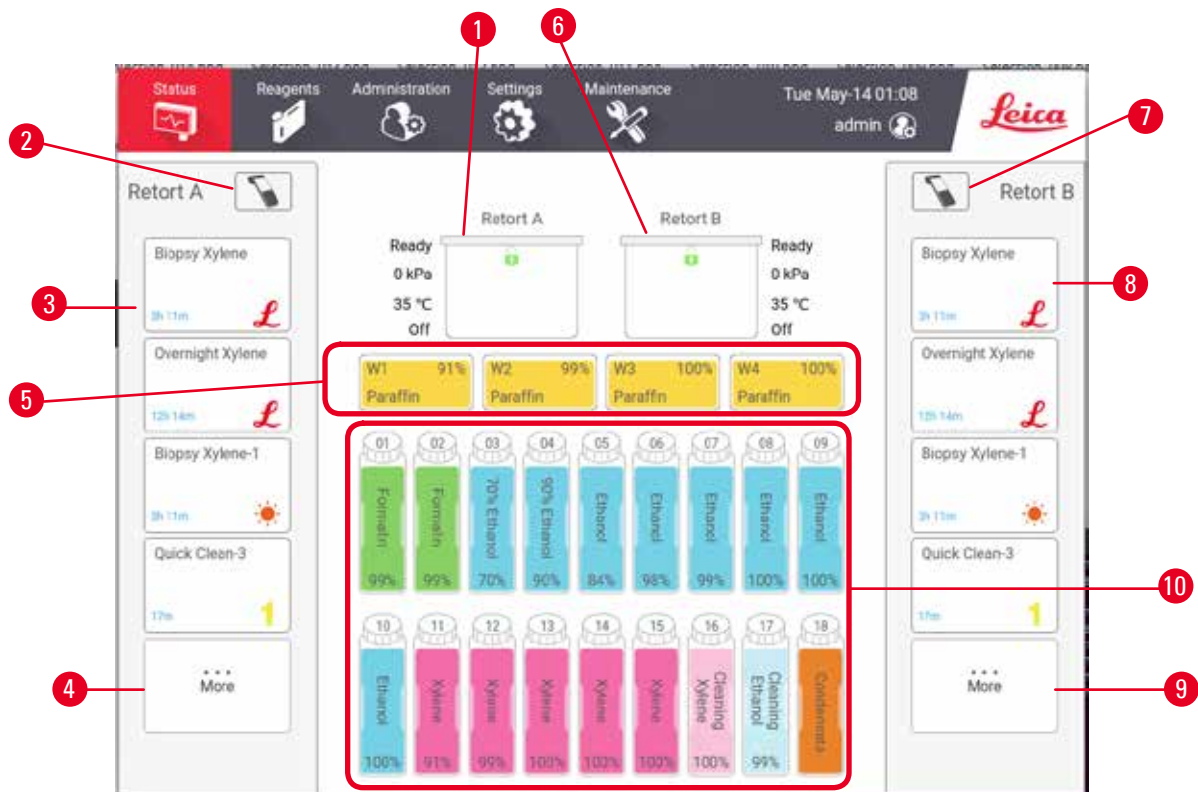 1
6
Status
Reagents
Administration
Settings
Maintenance
Tue May-14 01:08
admin
Leica
2
7
Retort A
Retort B
Retort A
Retort B
Ready
0 kPa
35 °C
Off
Ready
0 kPa
35 °C
Off
3
Biopsy Xylene
3h 11m
L
Overnight Xylene
12h 14m
L
Biopsy Xylene-1
3h 11m
Quick Clean-3
17m
1
...
More
4
5
W1 91%
Paraffin
W2 99%
Paraffin
W3 100%
Paraffin
W4 100%
Paraffin
01 02 03 04 05 06 07 08 09
Formalin
Formalin
70% Ethanol
90% Ethanol
Ethanol
Ethanol
Ethanol
Ethanol
Ethanol
99% 99% 70% 90% 84% 98% 99% 100% 100%
10 11 12 13 14 15 16 17 18
Ethanol
Xylene
Xylene
Xylene
Xylene
Xylene
Cleaning
Xylene
Cleaning
Ethanol
Condensate
100% 91% 99% 100% 100% 100% 100% 99%
Biopsy Xylene
3h 11m
L
8
Overnight Xylene
12h 14m
L
Biopsy Xylene-1
3h 11m
Quick Clean-3
17m
1
10
...
More
9